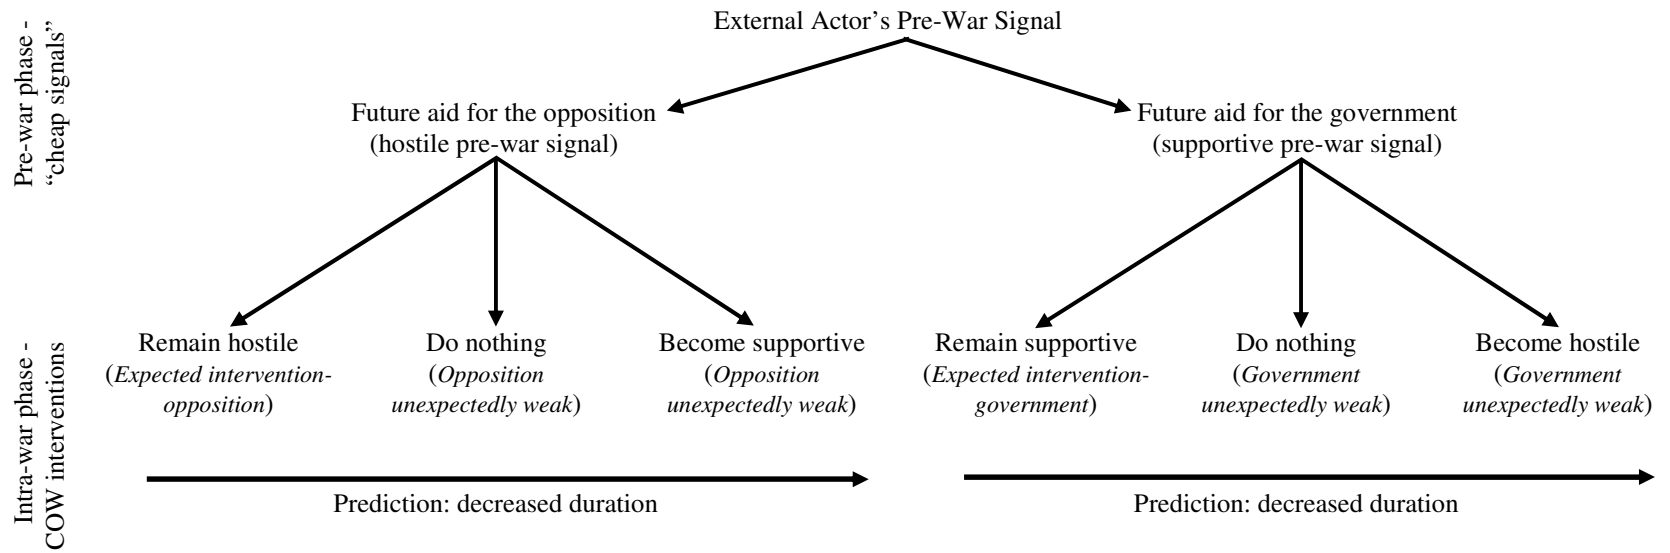 Pre-war phase -
“cheap signals”
External Actor’s Pre-War Signal
Future aid for the opposition
(hostile pre-war signal)
Future aid for the government
(supportive pre-war signal)
Intra-war phase -
COW interventions
Remain hostile
(Expected intervention-
opposition)
Do nothing
(Opposition
unexpectedly weak)
Become supportive
(Opposition
unexpectedly weak)
Remain supportive
(Expected intervention-
government)
Do nothing
(Government
unexpectedly weak)
Become hostile
(Government
unexpectedly weak)
Prediction: decreased duration
Prediction: decreased duration